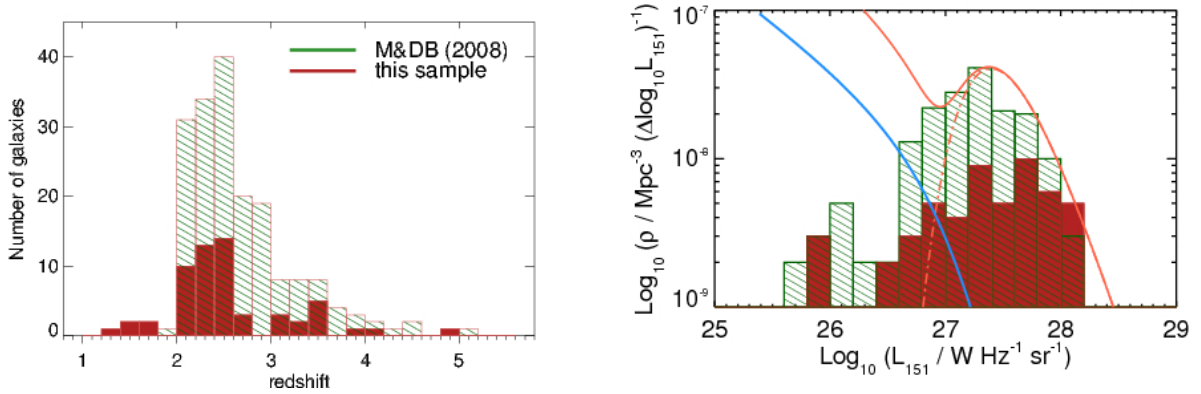 40
30
20
10
0
Number of galaxies
M&DB (2008)
this sample
1 2 3 4 5
redshift
10⁻⁷
10⁻⁸
10⁻⁹
Log₁₀ (ρ / Mpc⁻³ (Δlog₁₀L₁₅₁)⁻¹
25 26 27 28 29
Log₁₀ (L₁₅₁ / W Hz⁻¹ sr⁻¹)